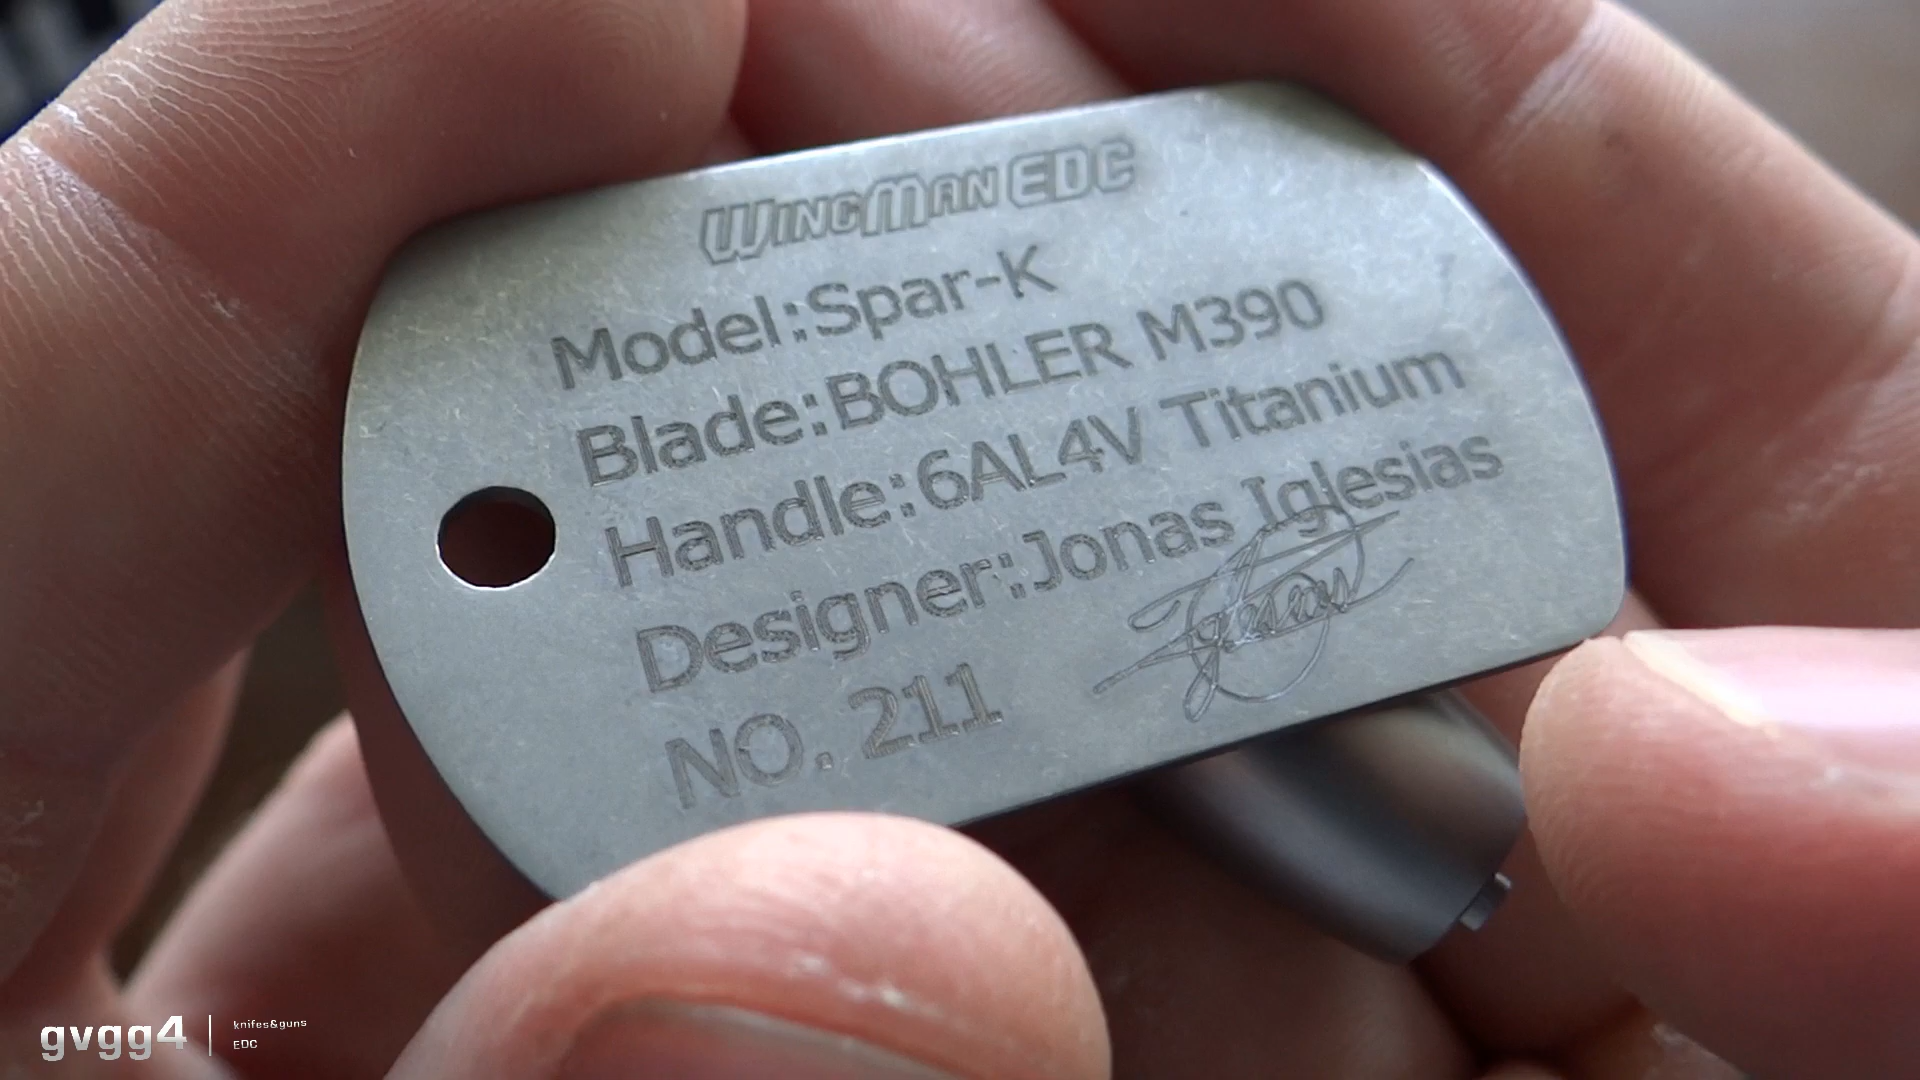 WINGMAN EDC
Model:Spar-K
Blade:BOHLER M390
Handle:6AL4V Titanium
Designer:Jonas Iglesias
NO. 211
gvgg4
knifes&guns
EDC